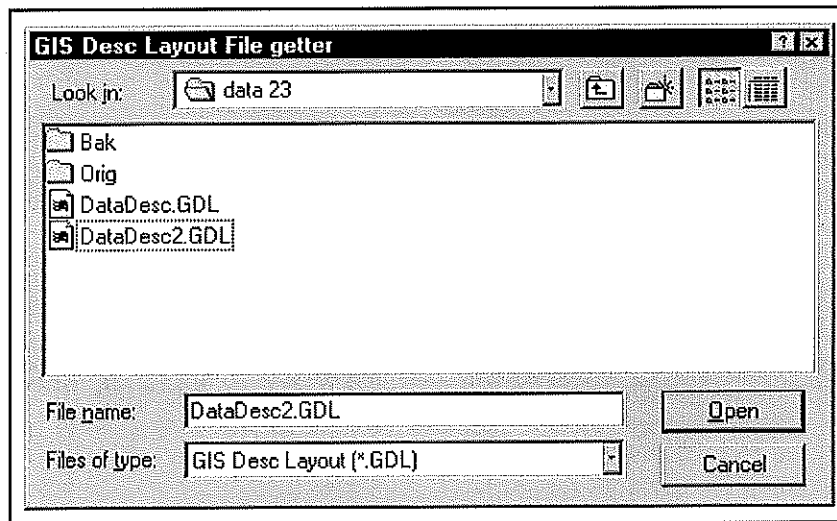 GIS Desc Layout File getter
Look in: data 23
Bak
Orig
DataDesc.GDL
DataDesc2.GDL
File name: DataDesc2.GDL Open
Files of type: GIS Desc Layout (*.GDL) Cancel